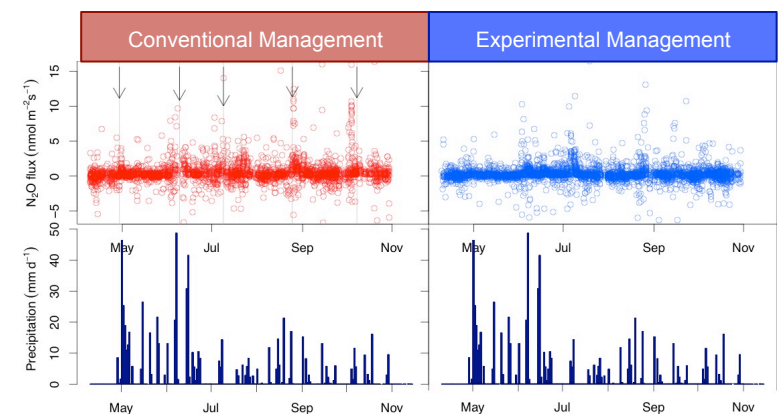 Conventional Management
Experimental Management
N₂O flux (nmol m⁻²s⁻¹)
15
10
5
0
−5
May
Jul
Sep
Nov
May
Jul
Sep
Nov
Precipitation (mm d⁻¹)
50
40
30
20
10
0
May
Jul
Sep
Nov
May
Jul
Sep
Nov